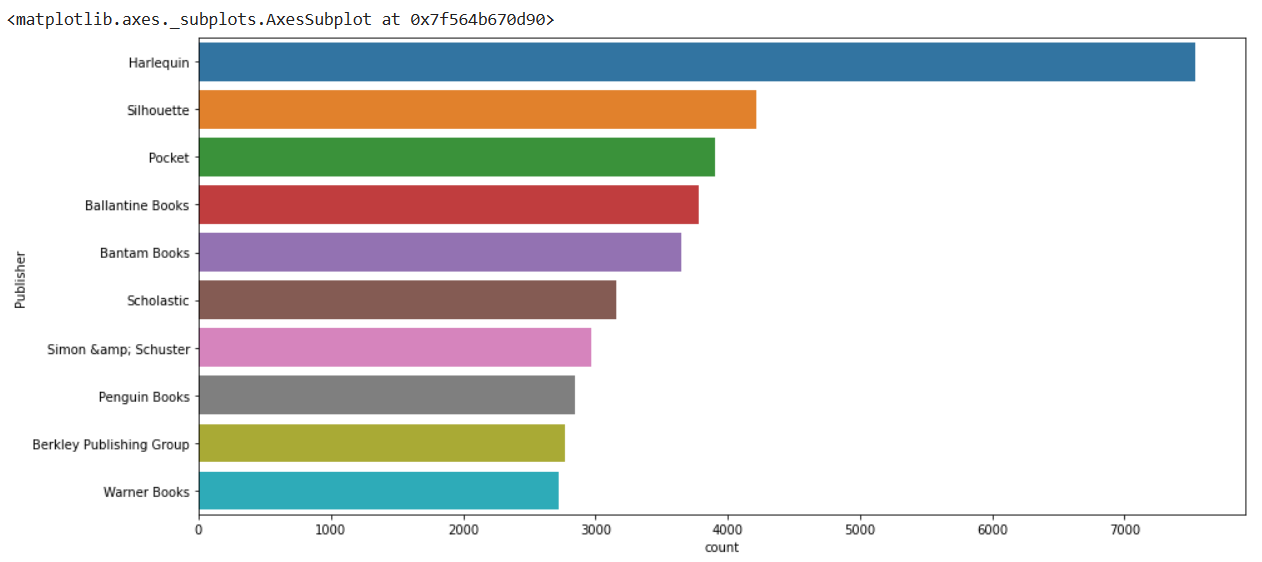 <matplotlib.axes._subplots.AxesSubplot at 0x7f564b670d90>
Harlequin
Silhouette
Pocket
Ballantine Books
Bantam Books
Scholastic
Simon &amp; Schuster
Penguin Books
Berkley Publishing Group
Warner Books
Publisher
0 1000 2000 3000 4000 5000 6000 7000
count